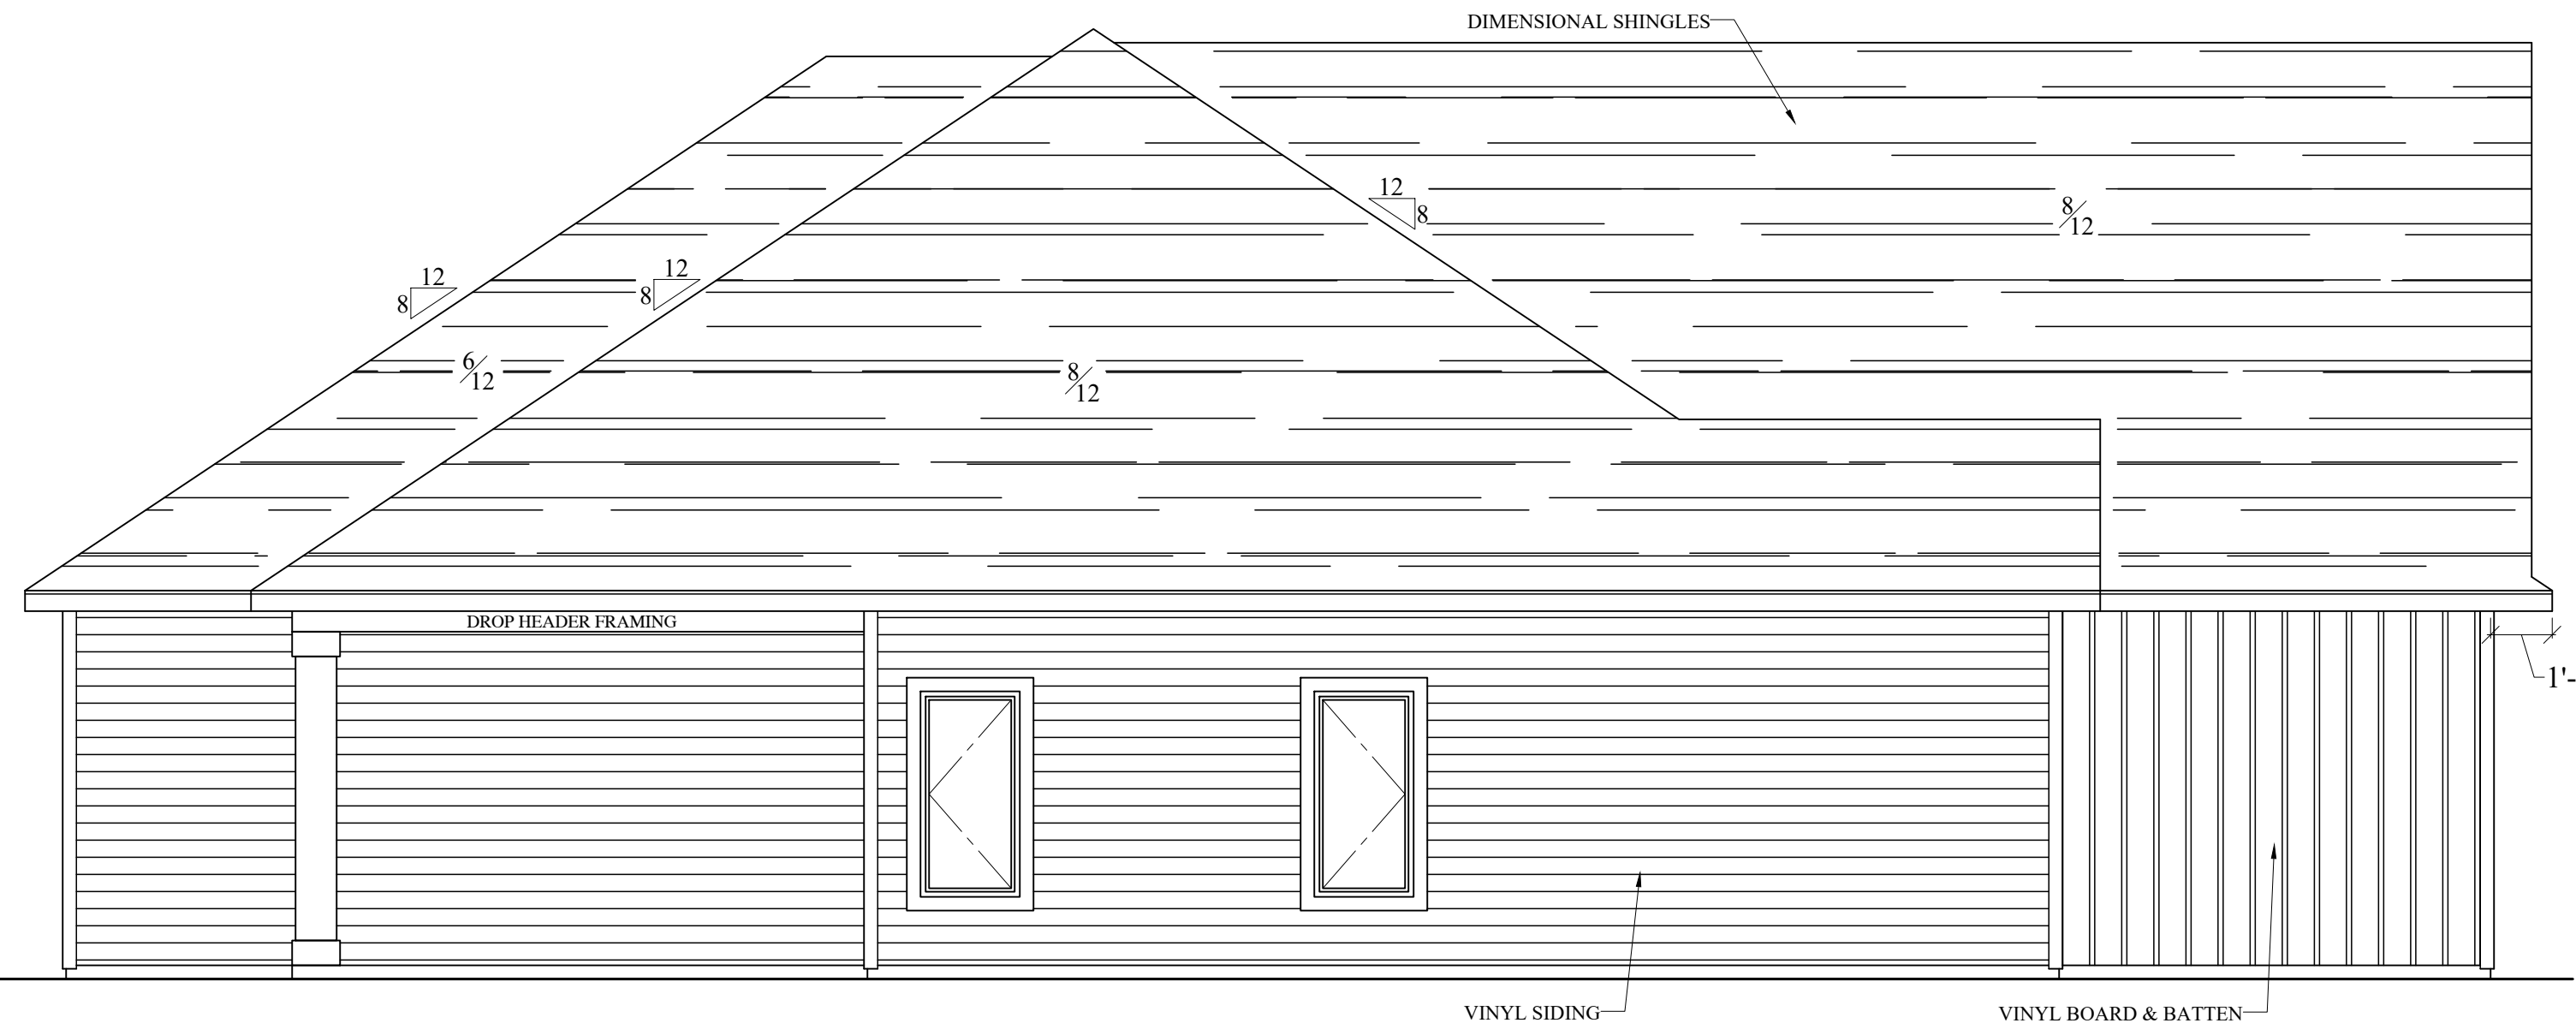 DIMENSIONAL SHINGLES
12
8
8/12
12
8
12
8
6/12
8/12
DROP HEADER FRAMING
1'-
VINYL SIDING
VINYL BOARD & BATTEN